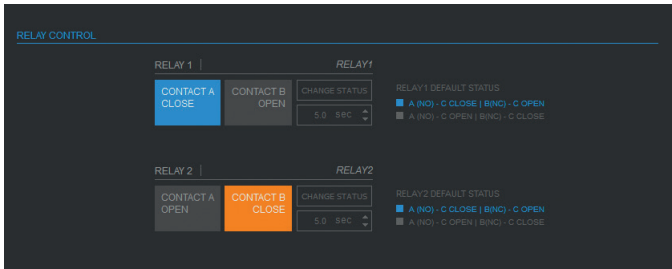 RELAY CONTROL
RELAY 1 | RELAY1
CONTACT A
CLOSE
CONTACT B
OPEN
CHANGE STATUS
5.0 sec
RELAY1 DEFAULT STATUS
A (NO) - C CLOSE | B(NC) - C OPEN
A (NO) - C OPEN | B(NC) - C CLOSE
RELAY 2 | RELAY2
CONTACT A
OPEN
CONTACT B
CLOSE
CHANGE STATUS
5.0 sec
RELAY2 DEFAULT STATUS
A (NO) - C CLOSE | B(NC) - C OPEN
A (NO) - C OPEN | B(NC) - C CLOSE